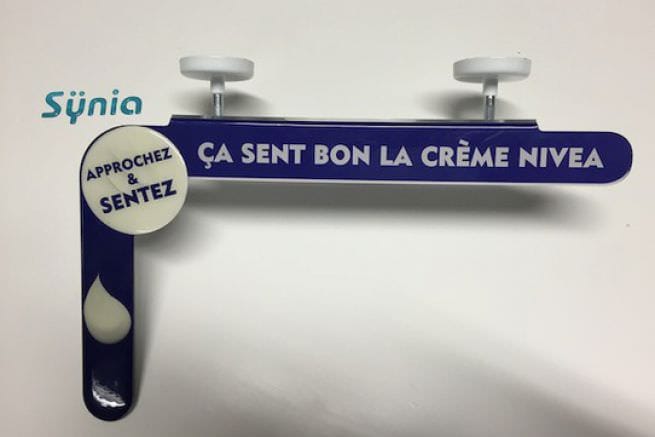 Sÿnia
APPROCHEZ
&
SENTEZ
ÇA SENT BON LA CRÈME NIVEA